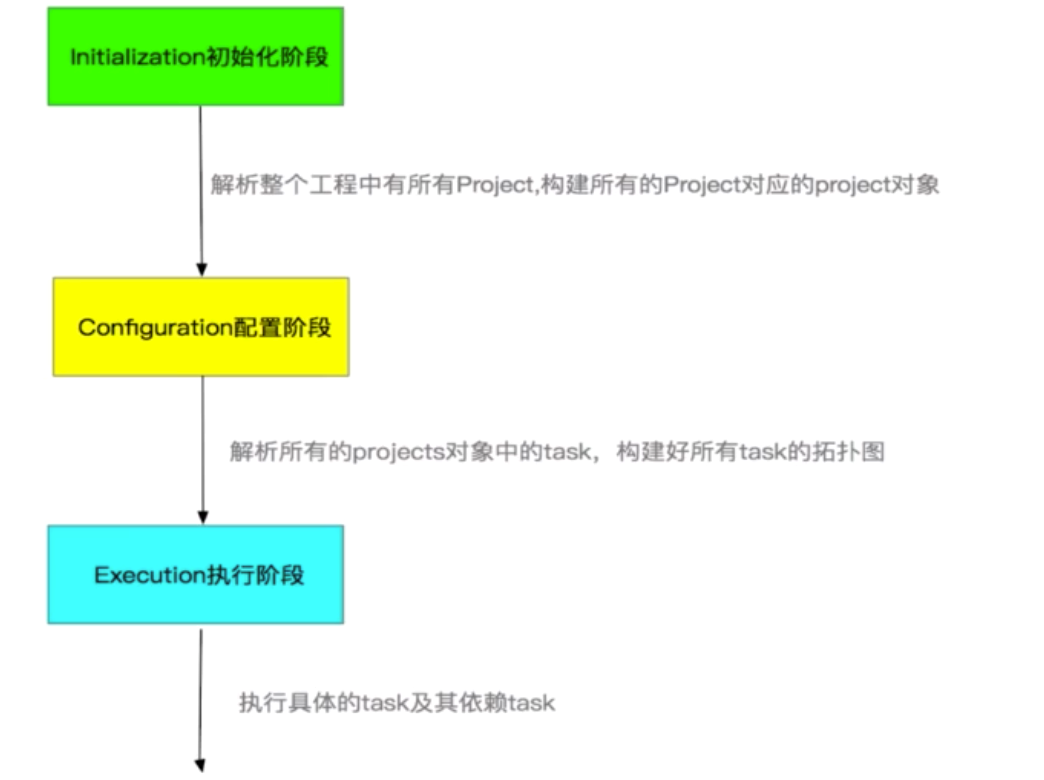 Initialization初始化阶段
解析整个工程中有所有Project,构建所有的Project对应的project对象
Configuration配置阶段
解析所有的projects对象中的task，构建好所有task的拓扑图
Execution执行阶段
执行具体的task及其依赖task